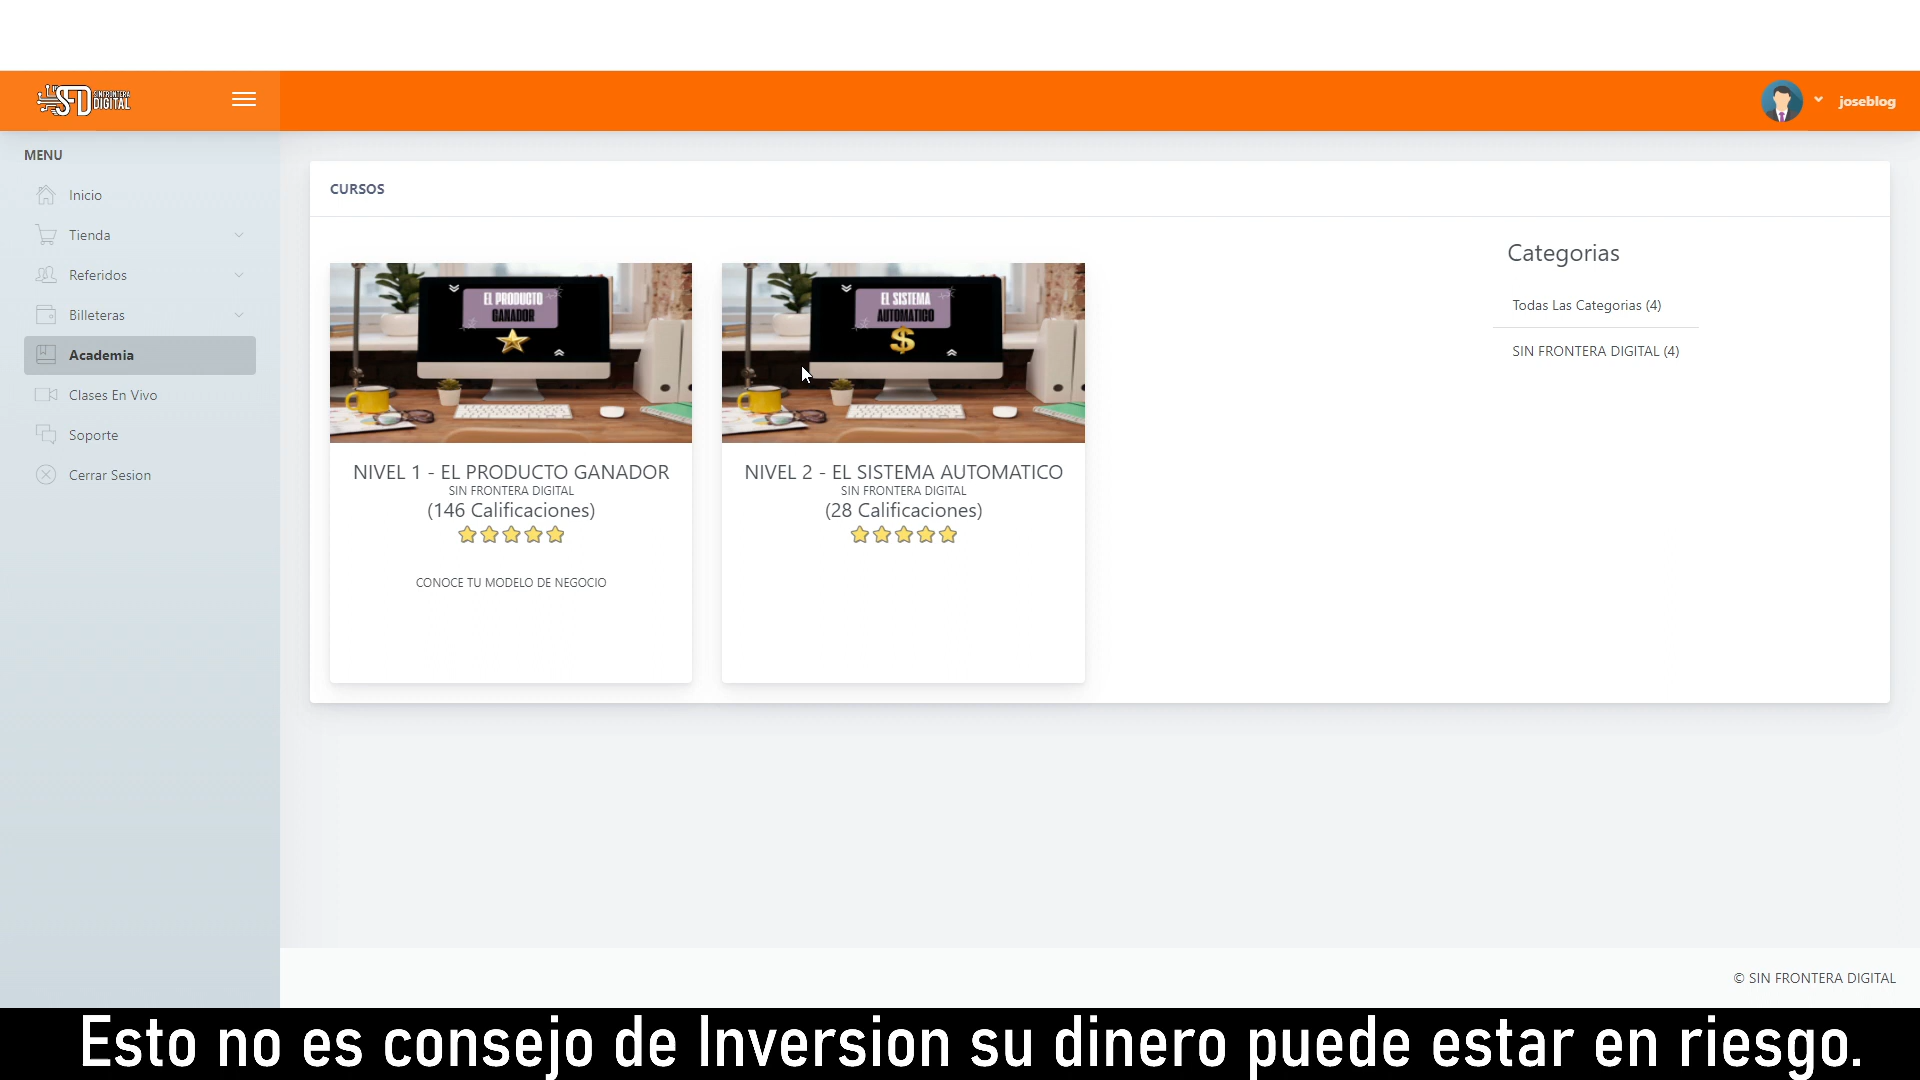 SFD SINFRONTERA
DIGITAL
joseblog
MENU
Inicio
Tienda
Referidos
Billeteras
Academia
Clases En Vivo
Soporte
Cerrar Sesion
CURSOS
EL PRODUCTO
GANADOR
NIVEL 1 - EL PRODUCTO GANADOR
SIN FRONTERA DIGITAL
(146 Calificaciones)
CONOCE TU MODELO DE NEGOCIO
EL SISTEMA
AUTOMATICO
NIVEL 2 - EL SISTEMA AUTOMATICO
SIN FRONTERA DIGITAL
(28 Calificaciones)
Categorias
Todas Las Categorias (4)
SIN FRONTERA DIGITAL (4)
© SIN FRONTERA DIGITAL
Esto no es consejo de Inversion su dinero puede estar en riesgo.